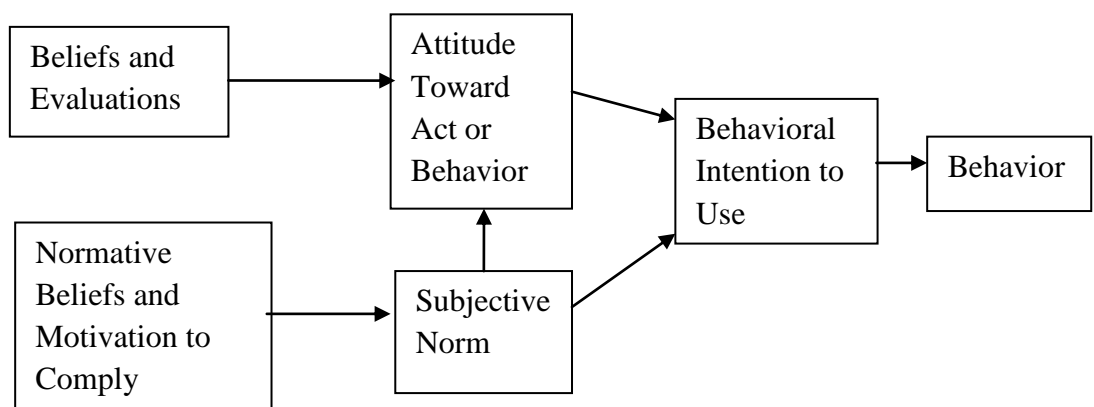 Beliefs and
Evaluations
Attitude
Toward
Act or
Behavior
Behavioral
Intention to
Use
Behavior
Normative
Beliefs and
Motivation to
Comply
Subjective
Norm